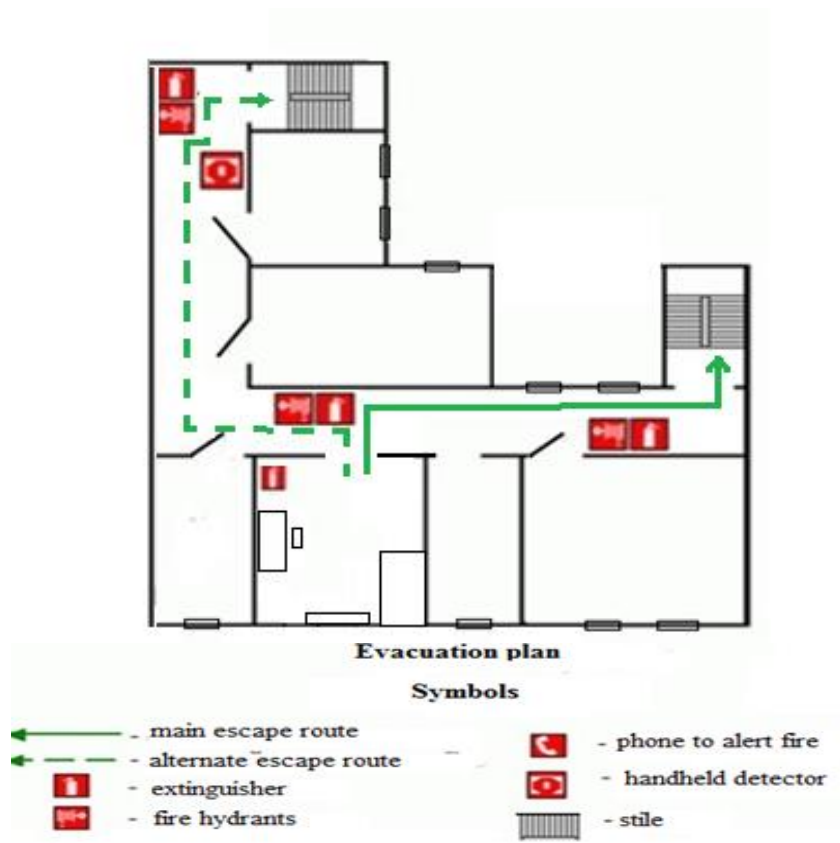 Evacuation plan
Symbols
- main escape route
- alternate escape route
- extinguisher
- fire hydrants
- phone to alert fire
- handheld detector
- stile